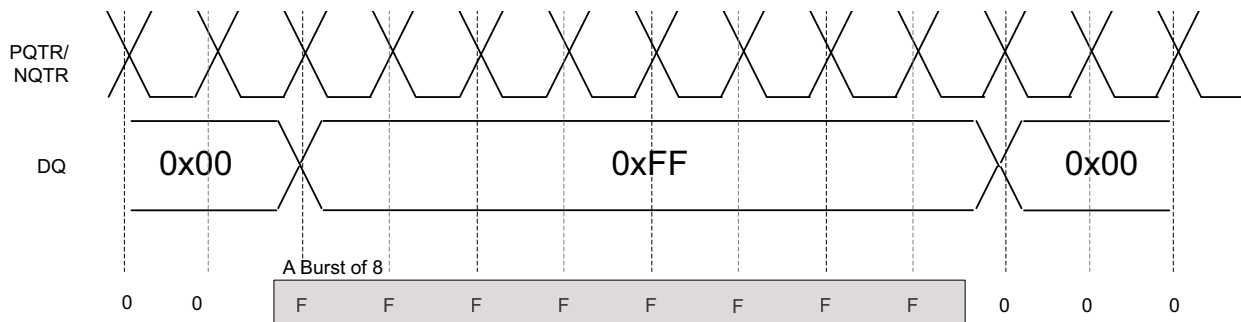 PQTR/
NQTR
DQ
0x00 0xFF 0x00
A Burst of 8
0 0 F F F F F F F F 0 0 0